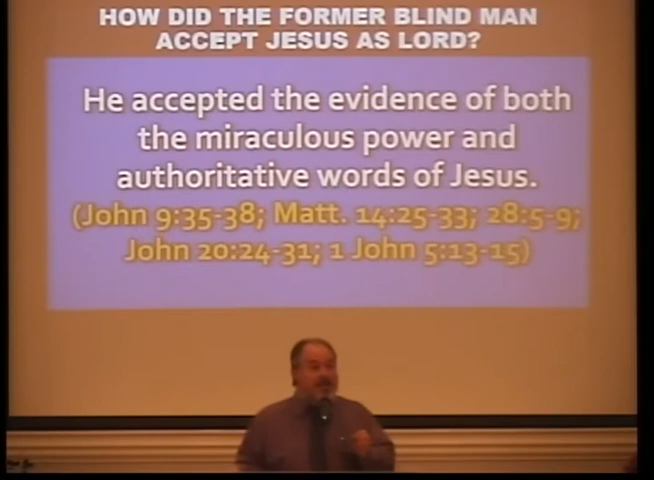 HOW DID THE FORMER BLIND MAN
ACCEPT JESUS AS LORD?
He accepted the evidence of both
the miraculous power and
authoritative words of Jesus.
(John 9:35-38; Matt. 14:25-33; 28:5-9;
John 20:24-31; 1 John 5:13-15)